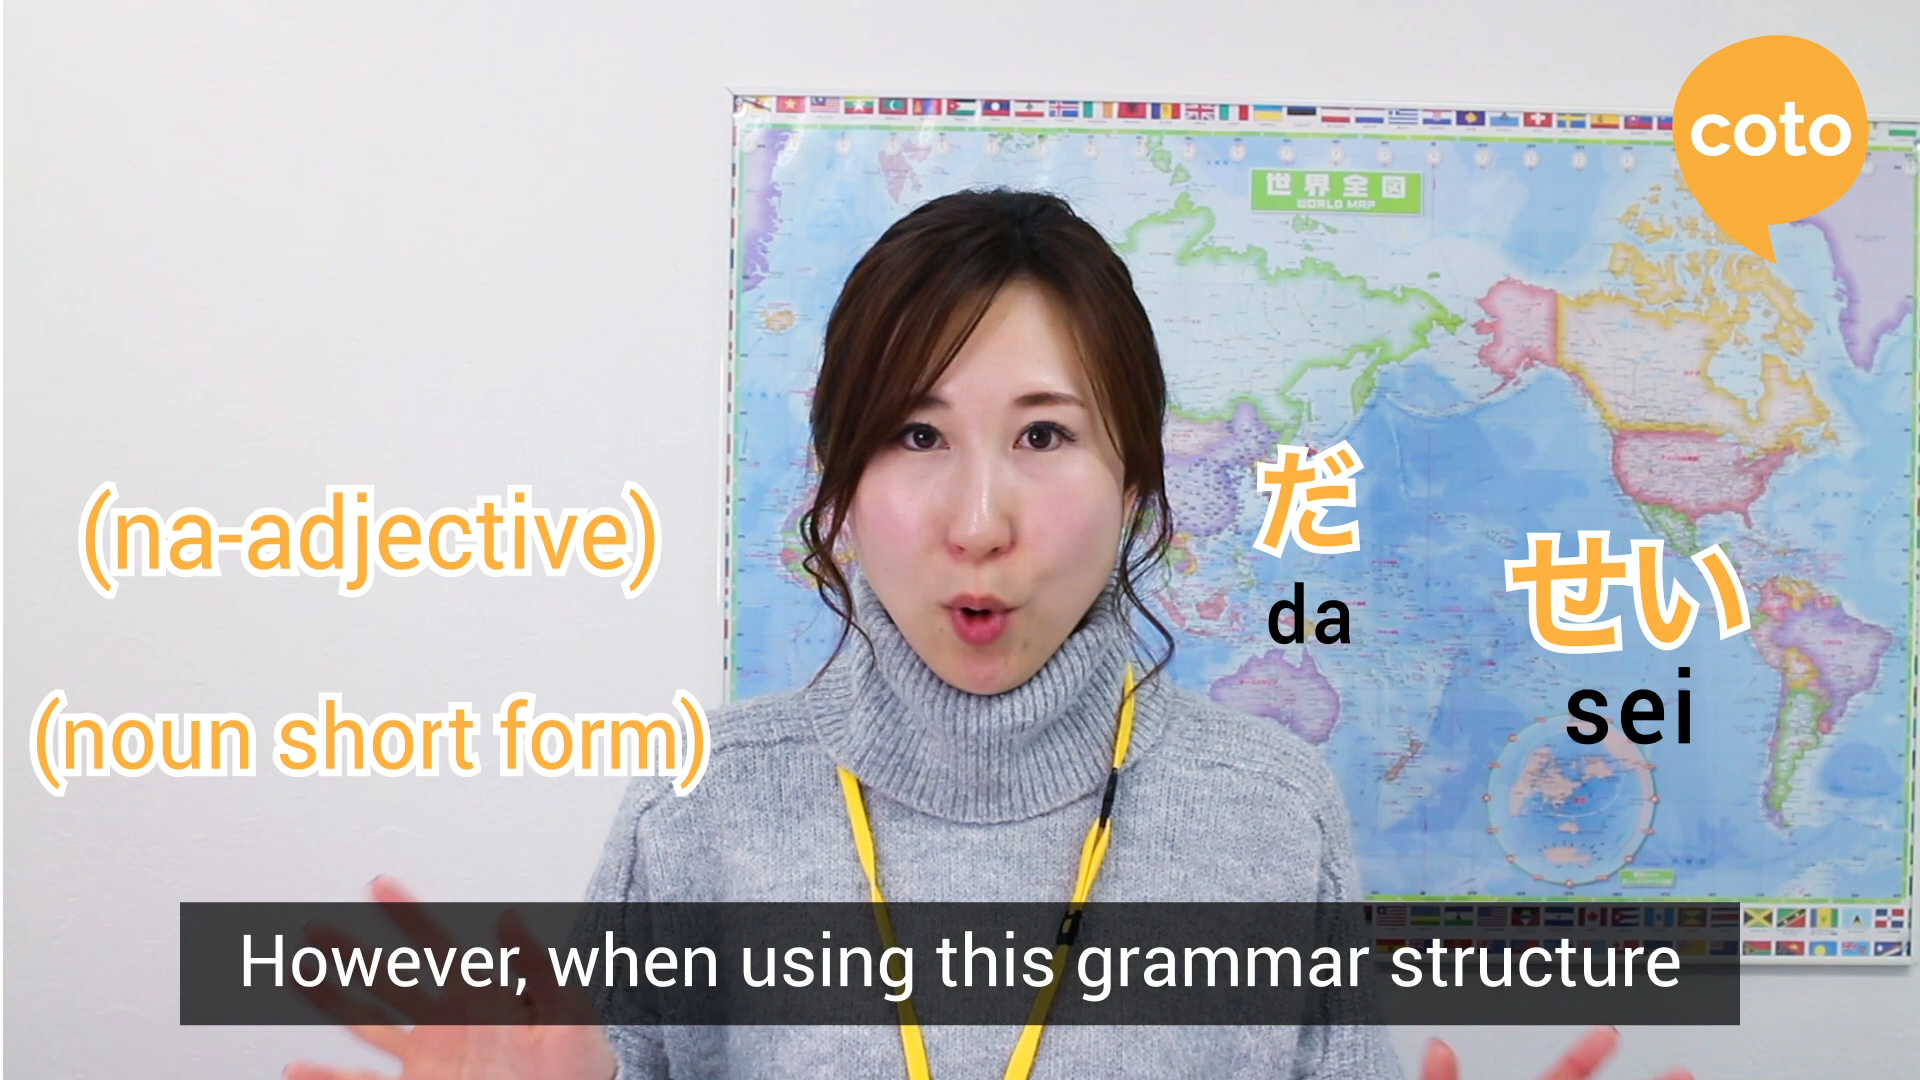 coto
世界全図
WORLD MAP
(na-adjective)
だ
da
せい
sei
(noun short form)
However, when using this grammar structure